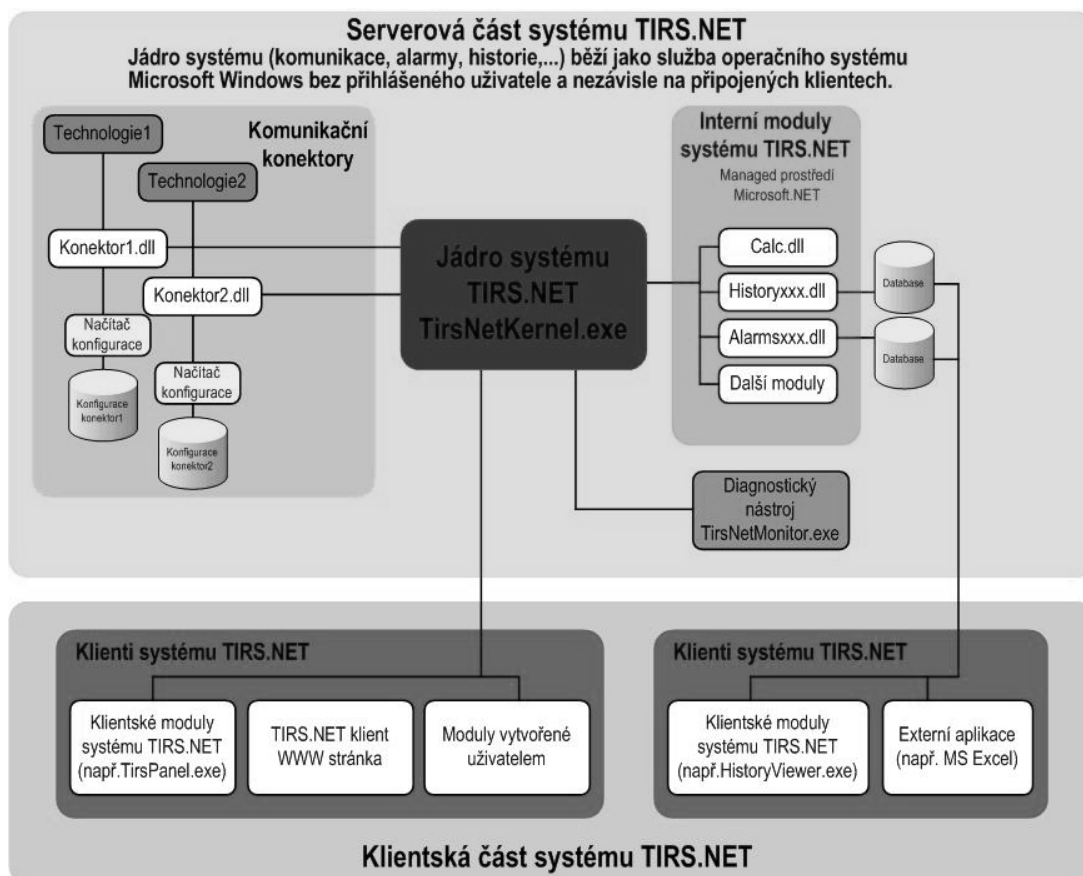 Serverová část systému TIRS.NET
Jádro systému (komunikace, alarmy, historie,...) běží jako služba operačního systému
Microsoft Windows bez přihlášeného uživatele a nezávisle na připojených klientech.
Komunikační
konektory
Technologie1
Technologie2
Konektor1.dll
Konektor2.dll
Načítač
konfigurace
Načítač
konfigurace
Konfigurace
konektor1
Konfigurace
konektor2
Jádro systému
TIRS.NET
TirsNetKernel.exe
Interní moduly
systému TIRS.NET
Managed prostředí
Microsoft.NET
Calc.dll
Historyxxx.dll
Alarmsxxx.dll
Další moduly
Database
Database
Diagnostický
nástroj
TirsNetMonitor.exe
Klienti systému TIRS.NET
Klientské moduly
systému TIRS.NET
(např.TirsPanel.exe)
TIRS.NET klient
WWW stránka
Moduly vytvořené
uživatelem
Klienti systému TIRS.NET
Klientské moduly
systému TIRS.NET
(např.HistoryViewer.exe)
Externí aplikace
(např. MS Excel)
Klientská část systému TIRS.NET